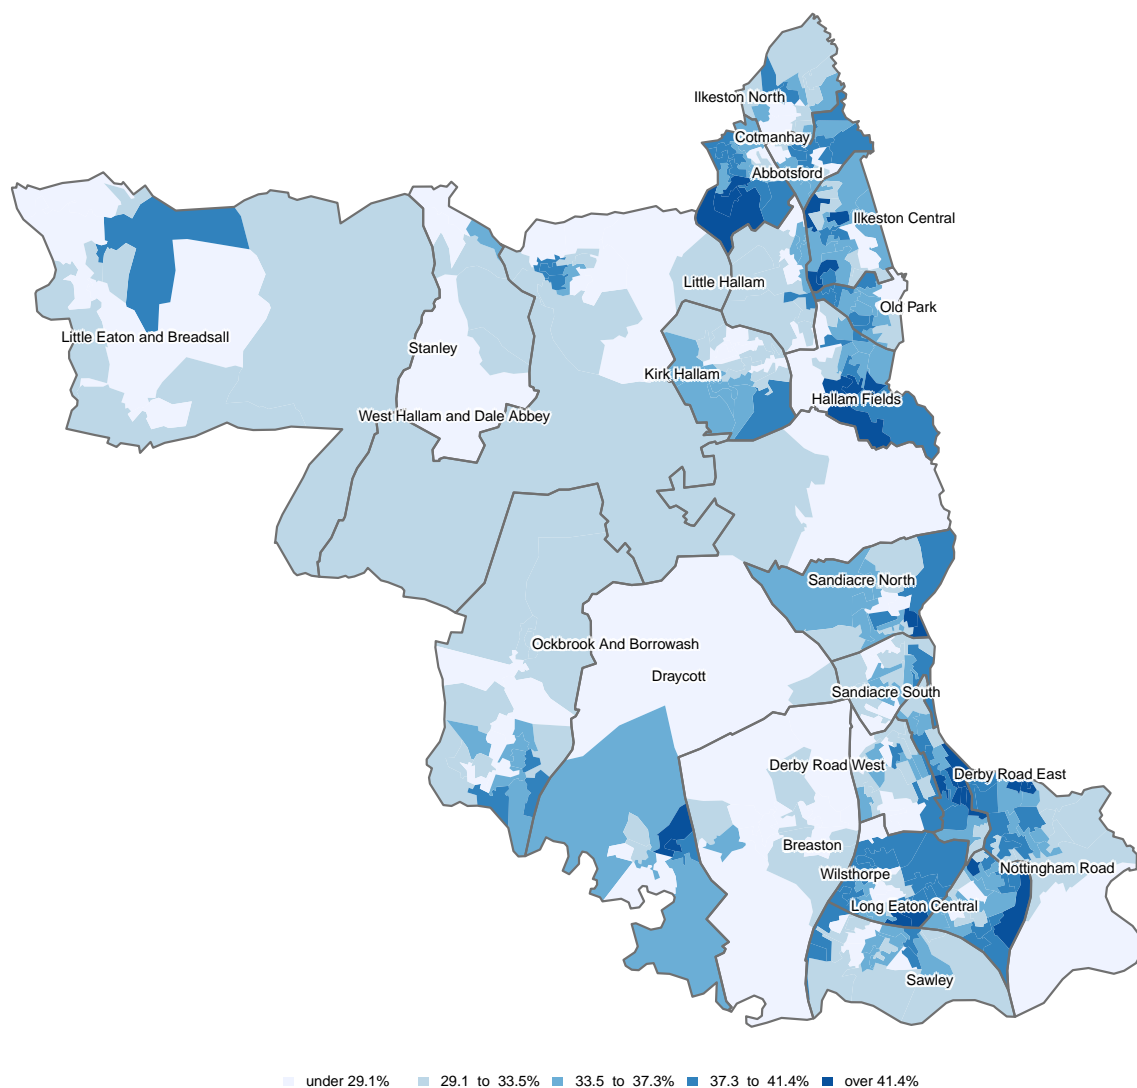 Ilkeston North
Cotmanhay
Abbotsford
Ilkeston Central
Little Hallam
Old Park
Little Eaton and Breadsall
Stanley
Kirk Hallam
Hallam Fields
West Hallam and Dale Abbey
Sandiacre North
Ockbrook And Borrowash
Draycott
Sandiacre South
Derby Road West
Derby Road East
Breaston
Nottingham Road
Wilsthorpe
Long Eaton Central
Sawley
under 29.1% 29.1 to 33.5% 33.5 to 37.3% 37.3 to 41.4% over 41.4%